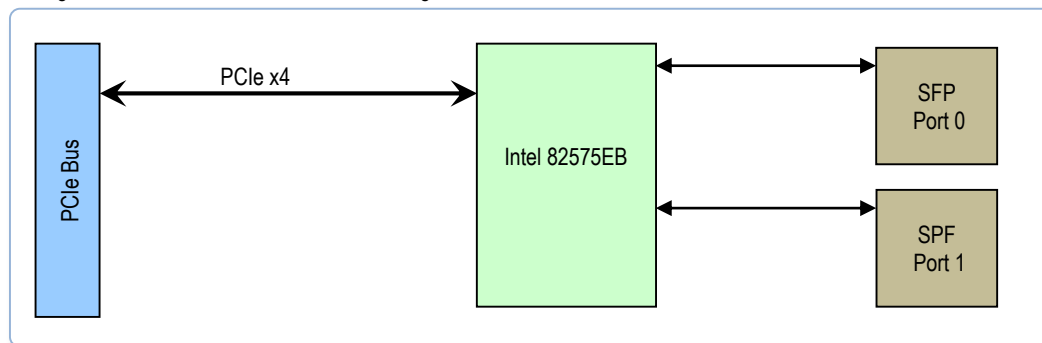 PCIe Bus
PCIe x4
Intel 82575EB
SFP
Port 0
SPF
Port 1